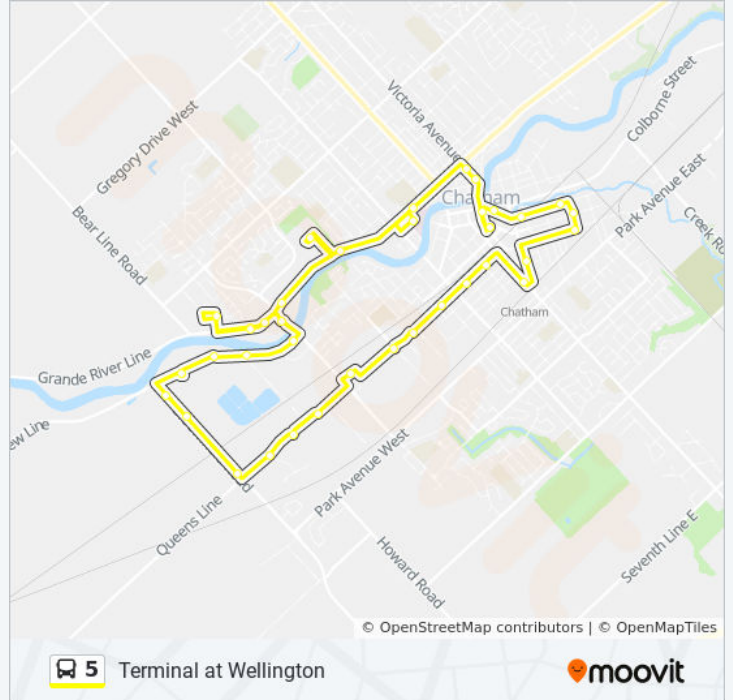 Victoria Avenue
Colborne Street
Gregory Drive West
Chatham
Park Avenue East
Bear Line Road
Creek Ro
Chatham
Grande River Line
ew Line
Park Avenue West
d
Queens Line
Howard Road
Seventh Line E
© OpenStreetMap contributors | © OpenMapTiles
5 Terminal at Wellington
moovit